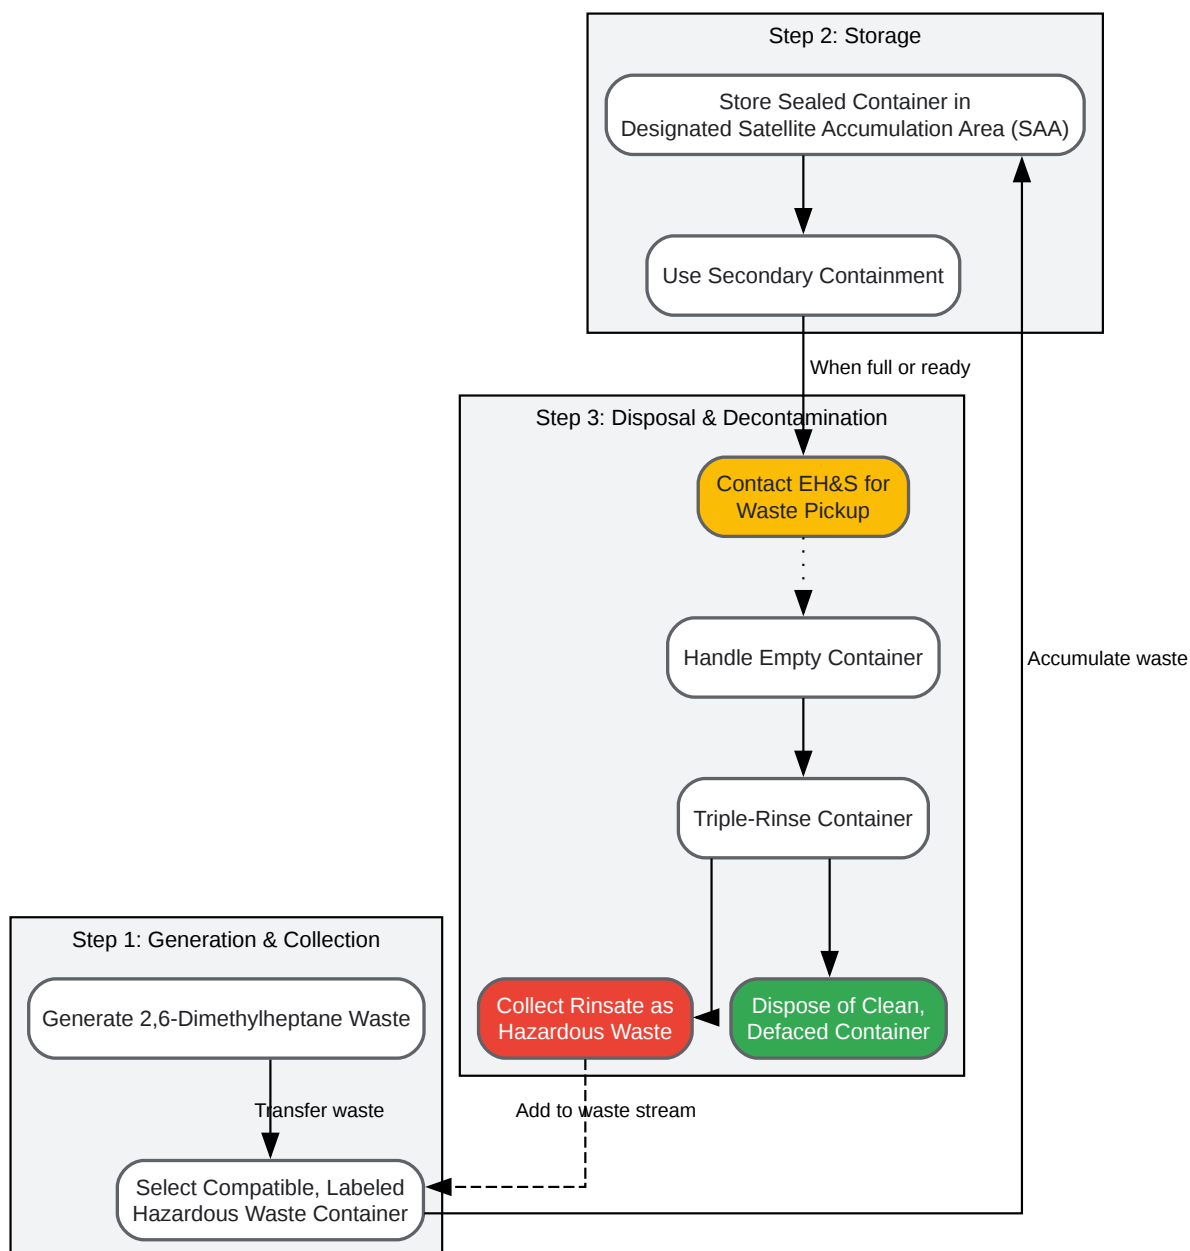 Step 2: Storage
Store Sealed Container in
Designated Satellite Accumulation Area (SAA)
Use Secondary Containment
When full or ready
Step 3: Disposal & Decontamination
Contact EH&S for
Waste Pickup
Handle Empty Container
Accumulate waste
Triple-Rinse Container
Step 1: Generation & Collection
Generate 2,6-Dimethylheptane Waste
Collect Rinsate as
Hazardous Waste
Dispose of Clean,
Defaced Container
Transfer waste
Add to waste stream
Select Compatible, Labeled
Hazardous Waste Container